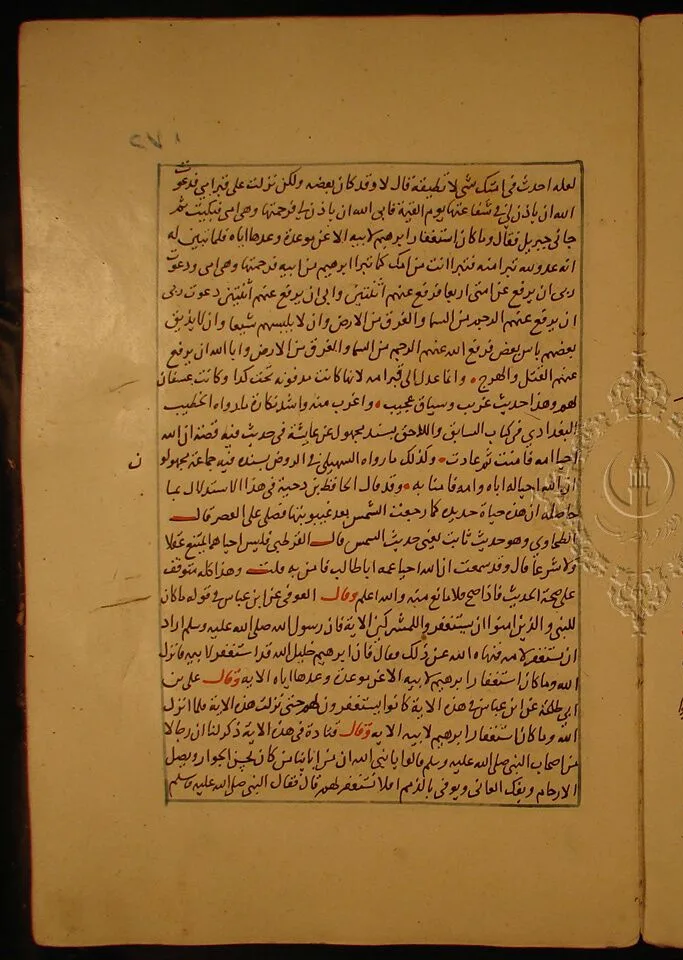 ٢٧١
لعله احدث في امتك شي لا تطيقه قال لا وقد كان بعضه ولكن نزلت على قبر امي فدعوت
الله ان ياذن لي في شفاعتها يوم القيمة فابى الله ان ياذن لي فرحمتها وهي امي فبكيت ثم
جاني جبريل فقال وما كان استغفار ابرهيم لابيه الا عن موعدة وعدها اياه فلما تبين له
انه عدو لله تبرا منه فتبرا انت من امك كما تبرا ابرهيم من ابيه فرحمتها وهي امي ودعوت
ربي ان يرفع عن امتي اربعا فرفع عنهم اثنتين وابى ان يرفع عنهم اثنتين دعوت ربي
ان يرفع عنهم الرجم من السما والغرق من الارض وان لا يلبسهم شيعا وان لا يذيق
بعضهم باس بعض فرفع الله عنهم الرجم من السما والغرق من الارض وابا الله ان يرفع
عنهم القتل والهرج وانما عدل الى قبر امه لانها كانت مدفونه تحت كدا وكانت عسفان
لهم وهذا حديث غريب وسياق عجيب واغرب منه واشد نكارة ما رواه الخطيب
البغدادي في كتاب السابق واللاحق بسند مجهول عن عايشة في حديث فيه قصة ان الله
احيا امه فامنت ثم عادت وكذلك ما رواه السهيلي في الروض بسند فيه جماعة مجهولو
ن
ان الله احيا له اباه وامه فامنا به وقد قال الحافظ بن دحية في هذا الاستدلال بما
حاصله ان هذه حياة جديده كما رجعت الشمس بعد غيبوبتها فصلى علي العصر قال
الطحاوي وهو حديث ثابت يعني حديث الشمس قال القرطبي فليس احياهما يمتنع عقلا
ولا شرعا قال وقد سمعت ان الله احيا عمه ابا طالب فامن به قلت وهذا كله متوقف
على صحة الحديث فاذا صح فلا مانع منه والله اعلم وقال العوفي عن ابن عباس في قوله ما كان
للنبي والذين امنوا ان يستغفروا للمشركين الاية فان رسول الله صلى الله عليه وسلم اراد
ان يستغفر لامه فنهاه الله عن ذلك وقال فان ابرهيم خليل الله قد استغفر لابيه فانزل
الله وما كان استغفار ابرهيم لابيه الا عن موعدة وعدها اياه الايه وقال علي بن
ابي طلحة عن ابن عباس في هذه الاية كانوا يستغفرون لهم حتى نزلت هذه الاية فلما انزل
الله وما كان استغفار ابرهيم لابيه الايه وقال قتادة في هذه الاية ذكر لنا ان رجالا
من اصحاب النبي صلى الله عليه وسلم قالوا يا نبي الله ان من ابائنا من كان يحسن الجوار ويصل
الارحام ويفك العاني ويوفي بالذمم افلا نستغفر لهم قال فقال النبي صلى الله عليه وسلم